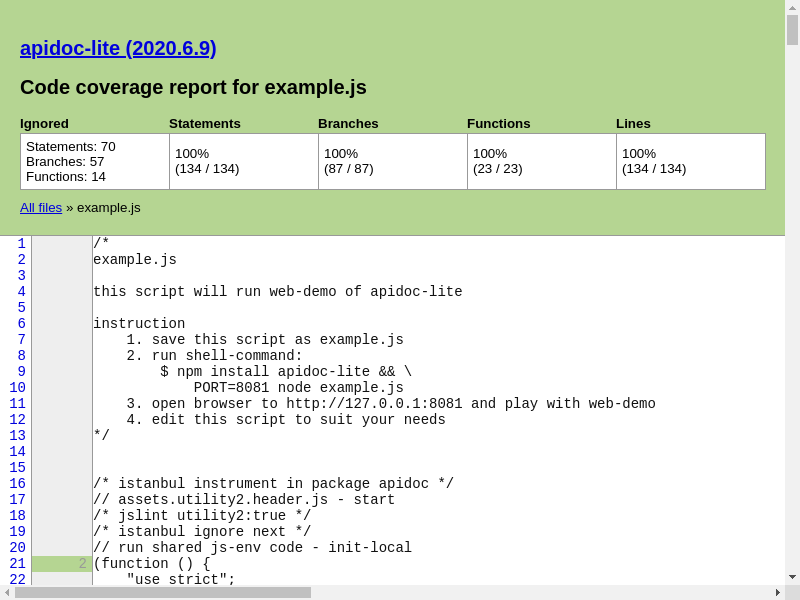 apidoc-lite (2020.6.9)
Code coverage report for example.js
Ignored Statements Branches Functions Lines
Statements: 70
Branches: 57
Functions: 14
100%
(134 / 134)
100%
(87 / 87)
100%
(23 / 23)
100%
(134 / 134)
All files » example.js
1 /*
2 example.js
3
4 this script will run web-demo of apidoc-lite
5
6 instruction
7     1. save this script as example.js
8     2. run shell-command:
9         $ npm install apidoc-lite && \
10             PORT=8081 node example.js
11     3. open browser to http://127.0.0.1:8081 and play with web-demo
12     4. edit this script to suit your needs
13 */
14
15
16 /* istanbul instrument in package apidoc */
17 // assets.utility2.header.js - start
18 /* jslint utility2:true */
19 /* istanbul ignore next */
20 // run shared js-env code - init-local
21 2 (function () {
22     "use strict";